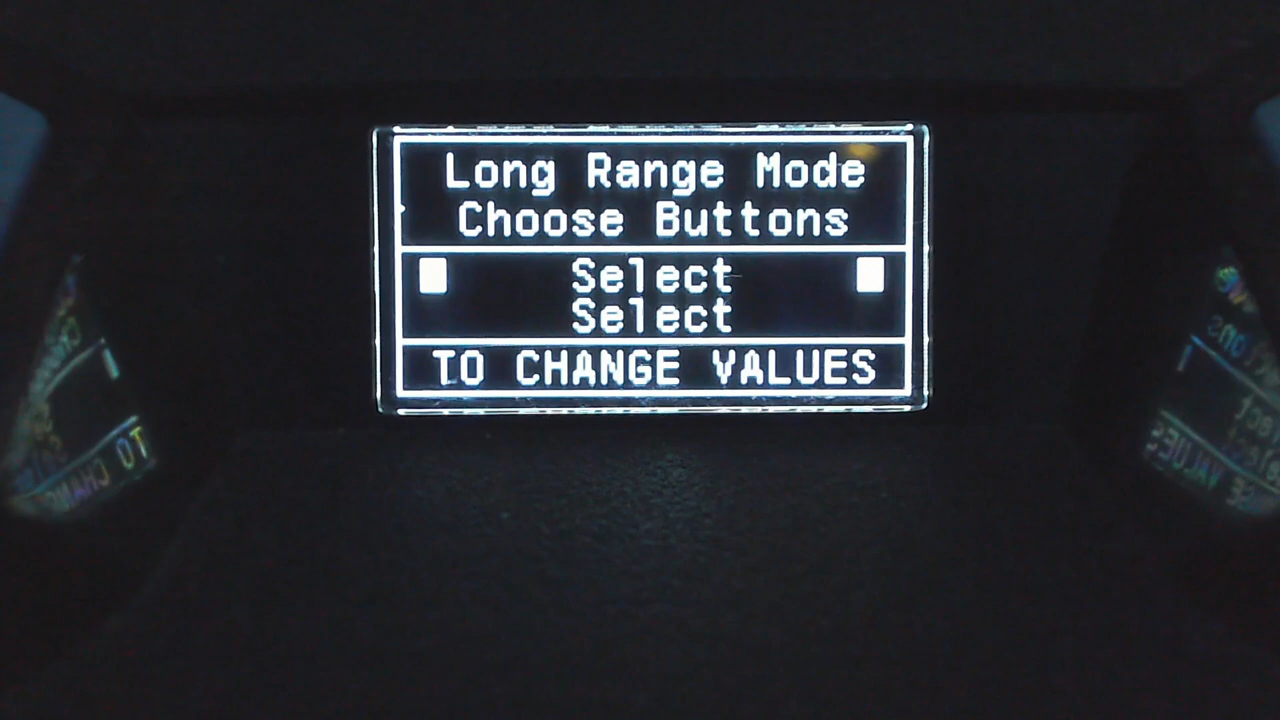 Long Range Mode
Choose Buttons
Select
Select
TO CHANGE VALUES